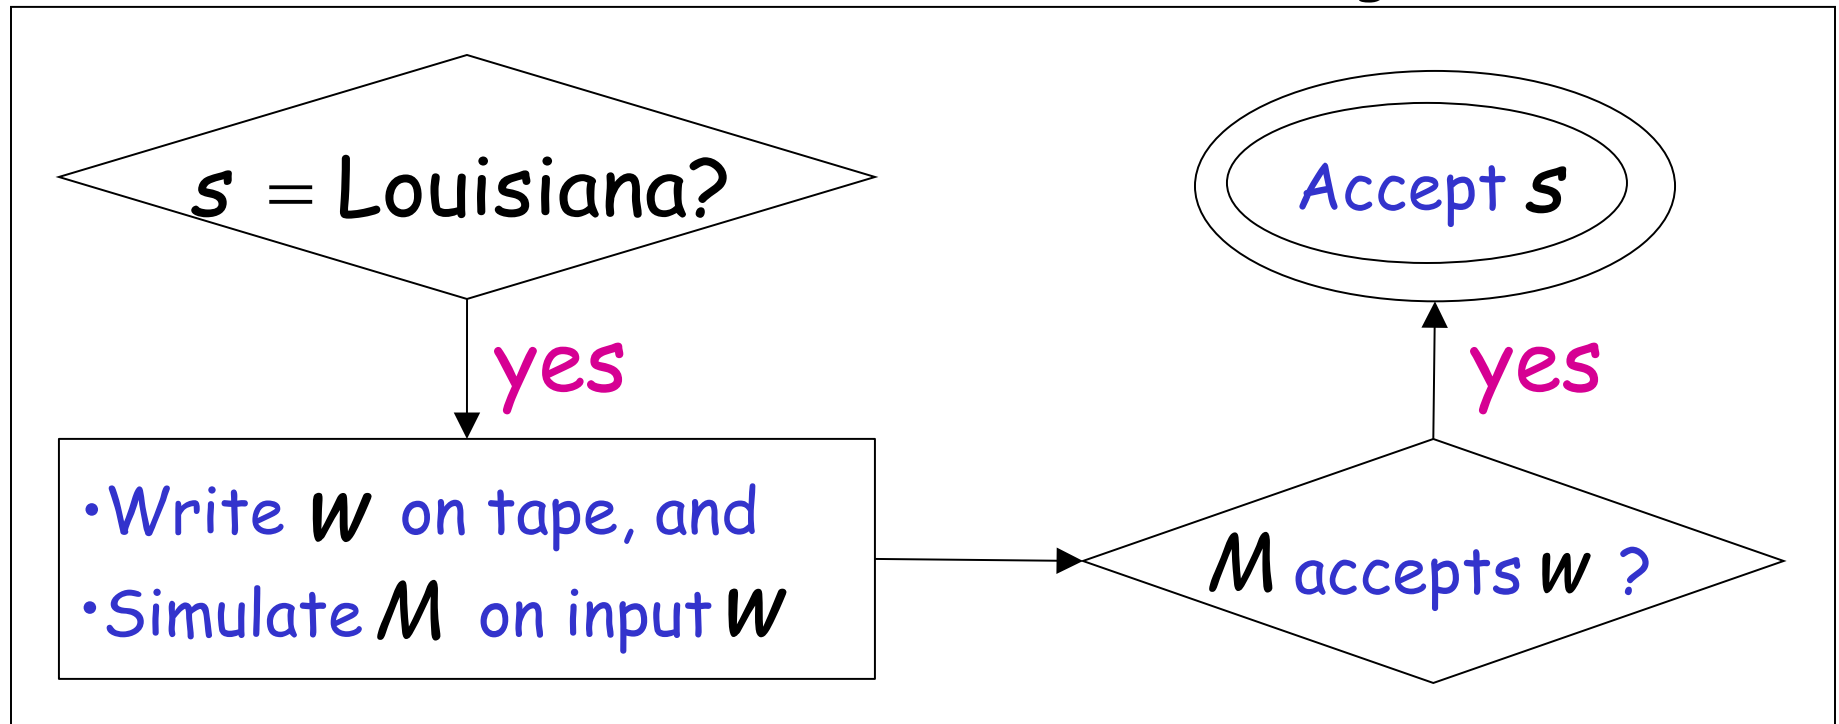 s = Louisiana?
Accept s
yes
yes
•Write w on tape, and
•Simulate M on input w
M accepts w ?